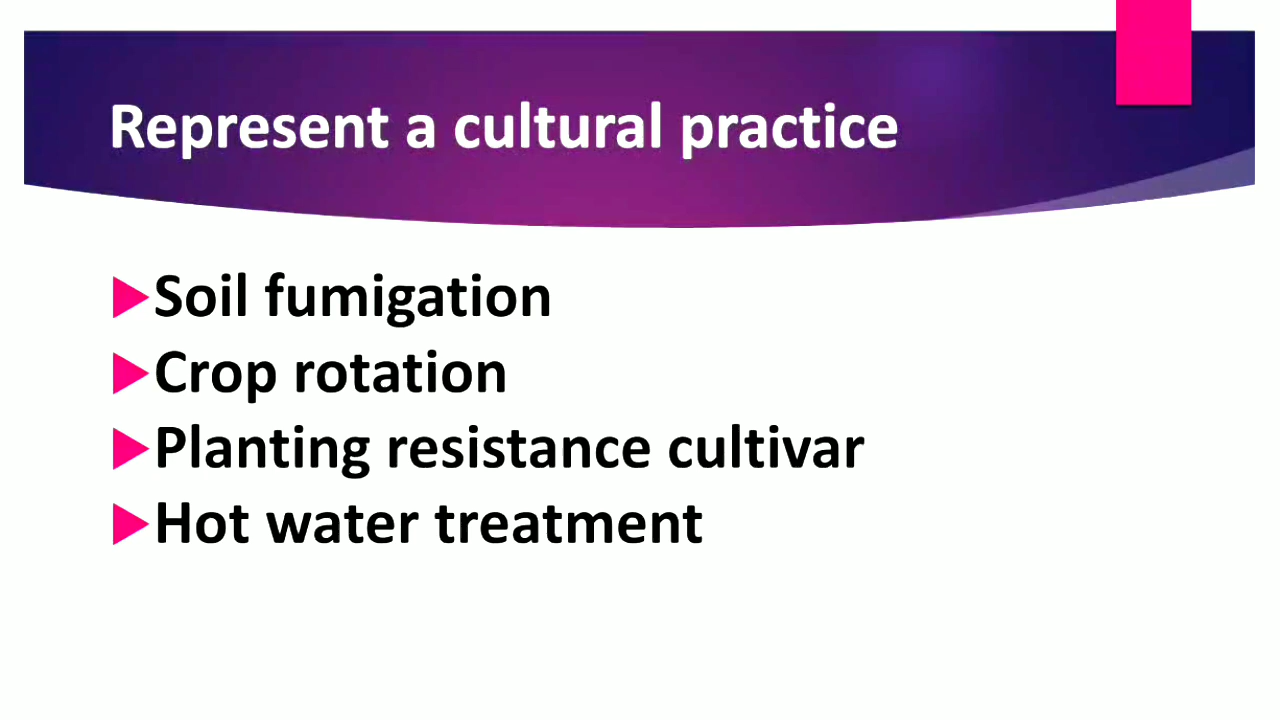 Represent a cultural practice
Soil fumigation
Crop rotation
Planting resistance cultivar
Hot water treatment